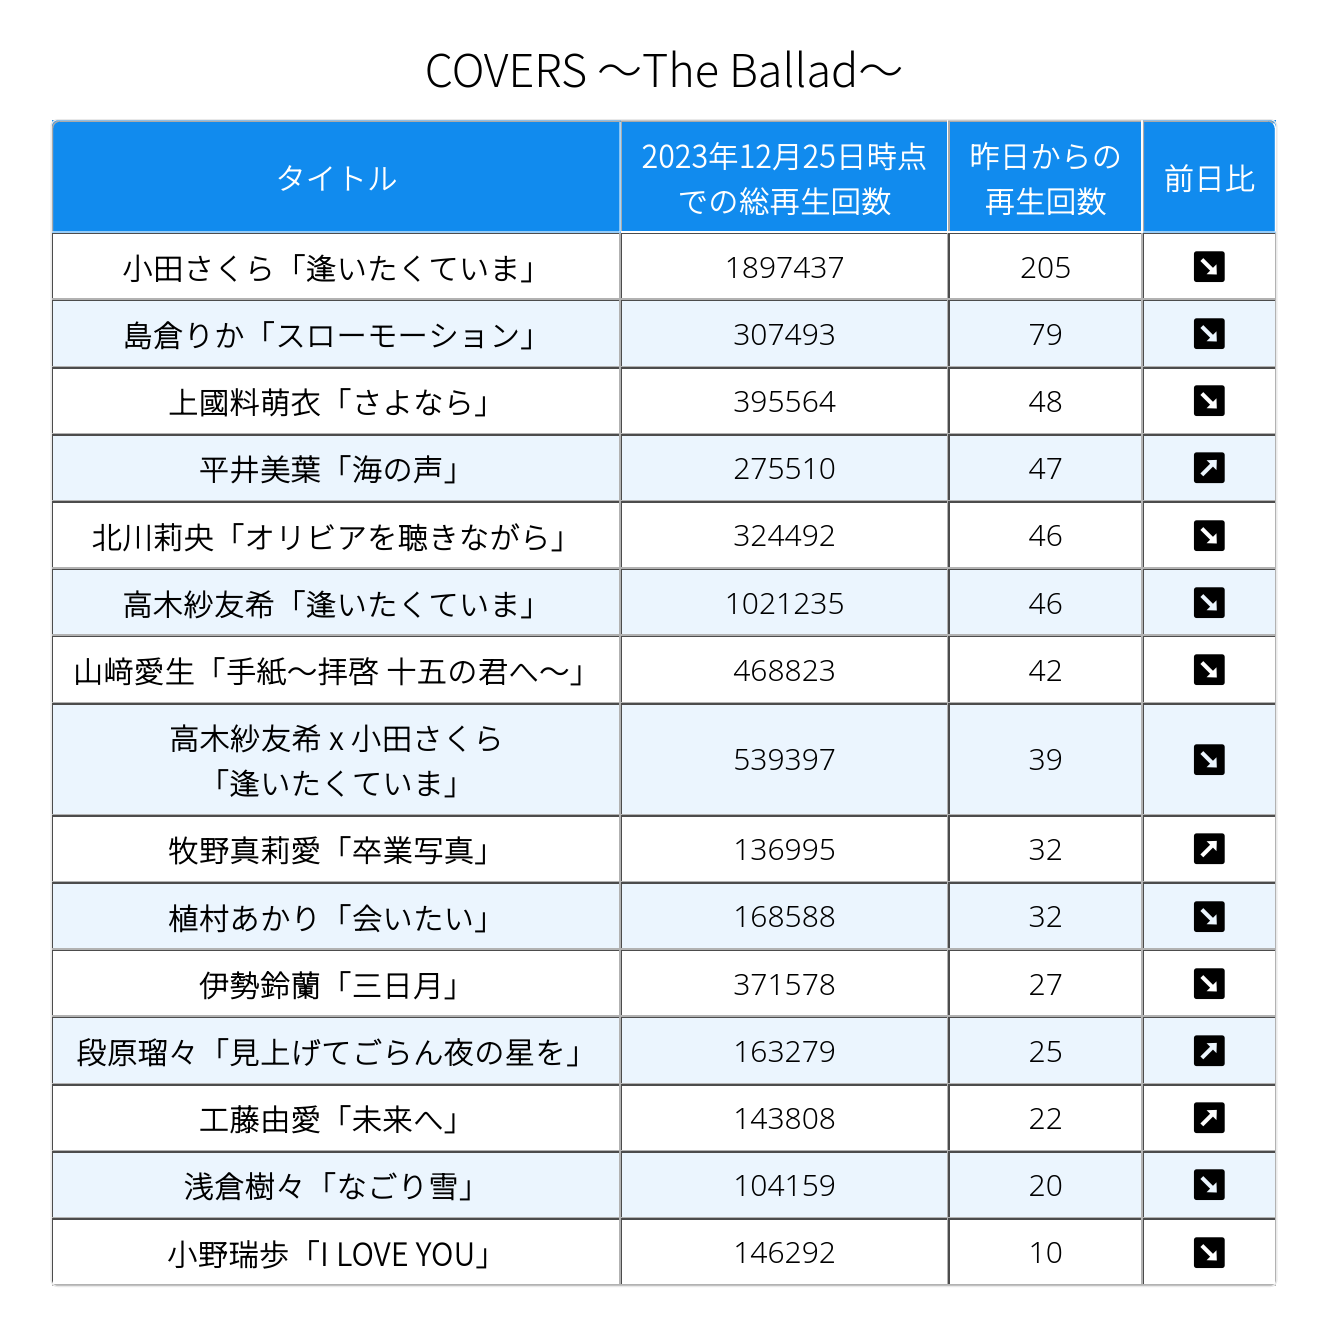 COVERS ～The Ballad～
タイトル
2023年12月25日時点
での総再生回数
昨日からの
再生回数
前日比
小田さくら「逢いたくていま」 1897437 205 ↘
島倉りか「スローモーション」 307493 79 ↘
上國料萌衣「さよなら」 395564 48 ↘
平井美葉「海の声」 275510 47 ↗
北川莉央「オリビアを聴きながら」 324492 46 ↘
高木紗友希「逢いたくていま」 1021235 46 ↘
山﨑愛生「手紙～拝啓 十五の君へ～」 468823 42 ↘
高木紗友希 x 小田さくら
「逢いたくていま」 539397 39 ↘
牧野真莉愛「卒業写真」 136995 32 ↗
植村あかり「会いたい」 168588 32 ↘
伊勢鈴蘭「三日月」 371578 27 ↘
段原瑠々「見上げてごらん夜の星を」 163279 25 ↗
工藤由愛「未来へ」 143808 22 ↗
浅倉樹々「なごり雪」 104159 20 ↘
小野瑞歩「I LOVE YOU」 146292 10 ↘